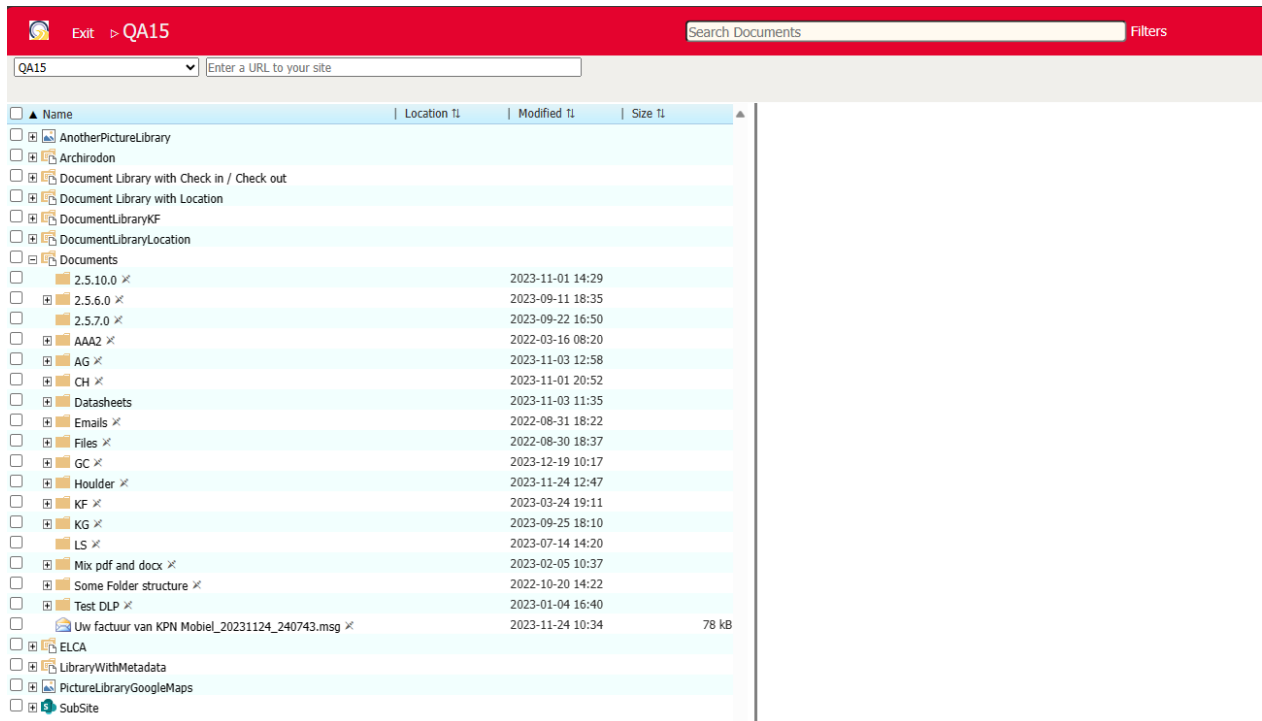 Exit ▹ QA15 Search Documents Filters
QA15 Enter a URL to your site
▲ Name | Location ⇅ | Modified ⇅ | Size ⇅
AnotherPictureLibrary
Archirodon
Document Library with Check in / Check out
Document Library with Location
DocumentLibraryKF
DocumentLibraryLocation
Documents
2.5.10.0 2023-11-01 14:29
2.5.6.0 2023-09-11 18:35
2.5.7.0 2023-09-22 16:50
AAA2 2022-03-16 08:20
AG 2023-11-03 12:58
CH 2023-11-01 20:52
Datasheets 2023-11-03 11:35
Emails 2022-08-31 18:22
Files 2022-08-30 18:37
GC 2023-12-19 10:17
Houlder 2023-11-24 12:47
KF 2023-03-24 19:11
KG 2023-09-25 18:10
LS 2023-07-14 14:20
Mix pdf and docx 2023-02-05 10:37
Some Folder structure 2022-10-20 14:22
Test DLP 2023-01-04 16:40
Uw factuur van KPN Mobiel_20231124_240743.msg 2023-11-24 10:34 78 kB
ELCA
LibraryWithMetadata
PictureLibraryGoogleMaps
SubSite